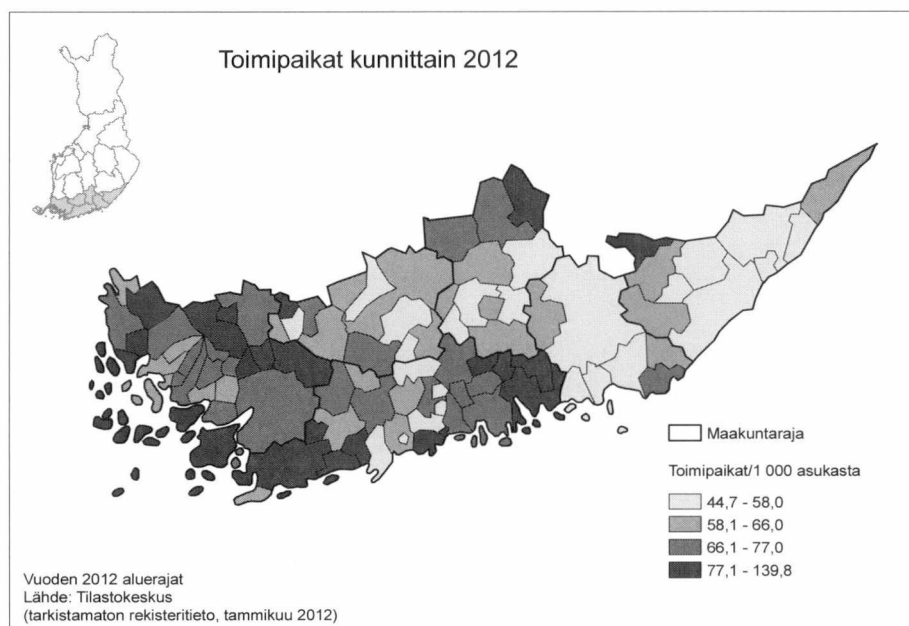 Toimipaikat kunnittain 2012
Maakuntaraja
Toimipaikat/1 000 asukasta
44,7 - 58,0
58,1 - 66,0
66,1 - 77,0
77,1 - 139,8
Vuoden 2012 aluerajat
Lähde: Tilastokeskus
(tarkistamaton rekisteritieto, tammikuu 2012)